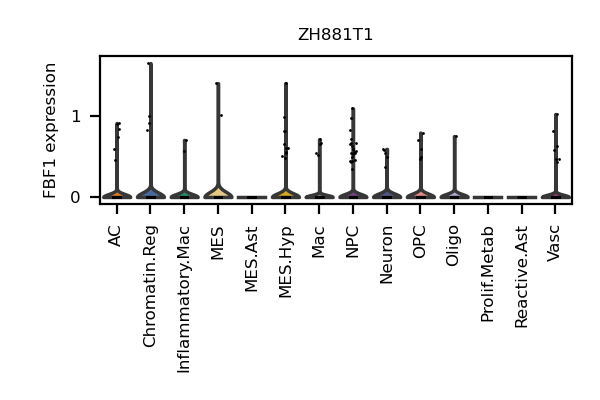 ZH881T1
FBF1 expression
1
0
AC
Chromatin.Reg
Inflammatory.Mac
MES
MES.Ast
MES.Hyp
Mac
NPC
Neuron
OPC
Oligo
Prolif.Metab
Reactive.Ast
Vasc